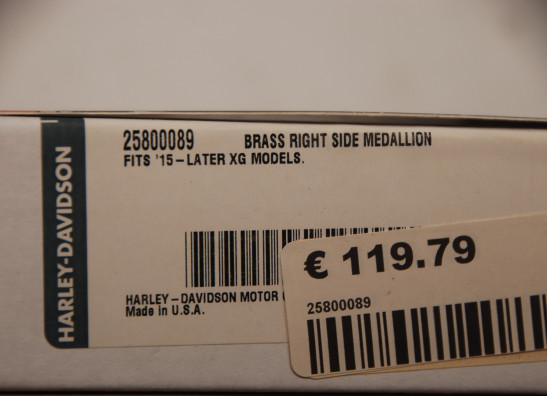 HARLEY-DAVIDSON
25800089 BRASS RIGHT SIDE MEDALLION
FITS '15-LATER XG MODELS.
HARLEY-DAVIDSON MOTOR
Made in U.S.A.
€ 119.79
25800089